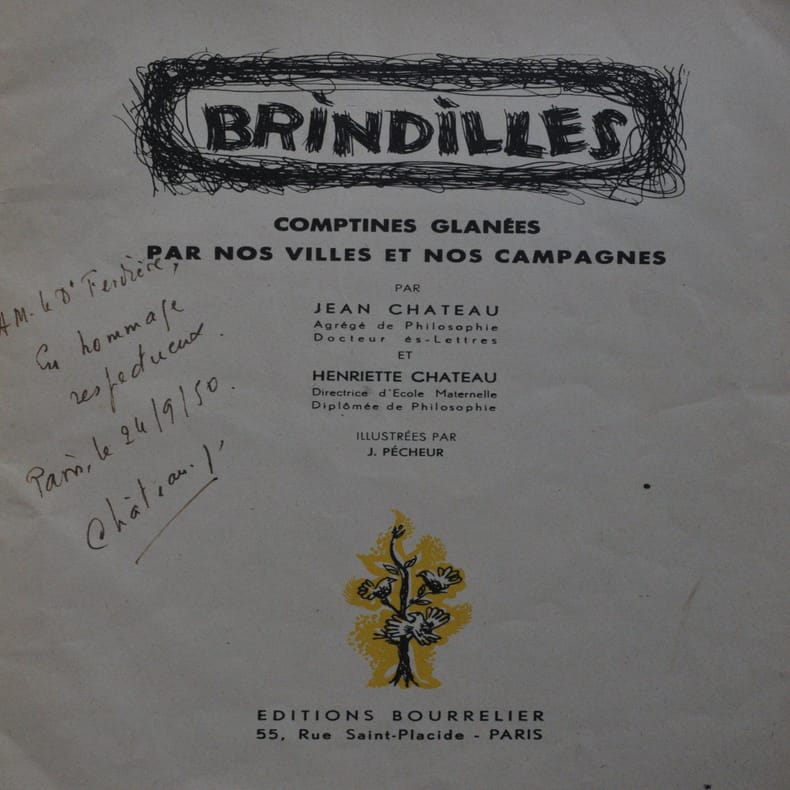 BRINDILLES
COMPTINES GLANÉES
PAR NOS VILLES ET NOS CAMPAGNES
PAR
JEAN CHATEAU
Agrégé de Philosophie
Docteur és-Lettres
ET
HENRIETTE CHATEAU
Directrice d'Ecole Maternelle
Diplômée de Philosophie
ILLUSTRÉES PAR
J. PÉCHEUR
A M. le Dr Ferdière,
En hommage
respectueux.
Paris, le 24/9/50.
Château. J
EDITIONS BOURRELIER
55, Rue Saint-Placide - PARIS